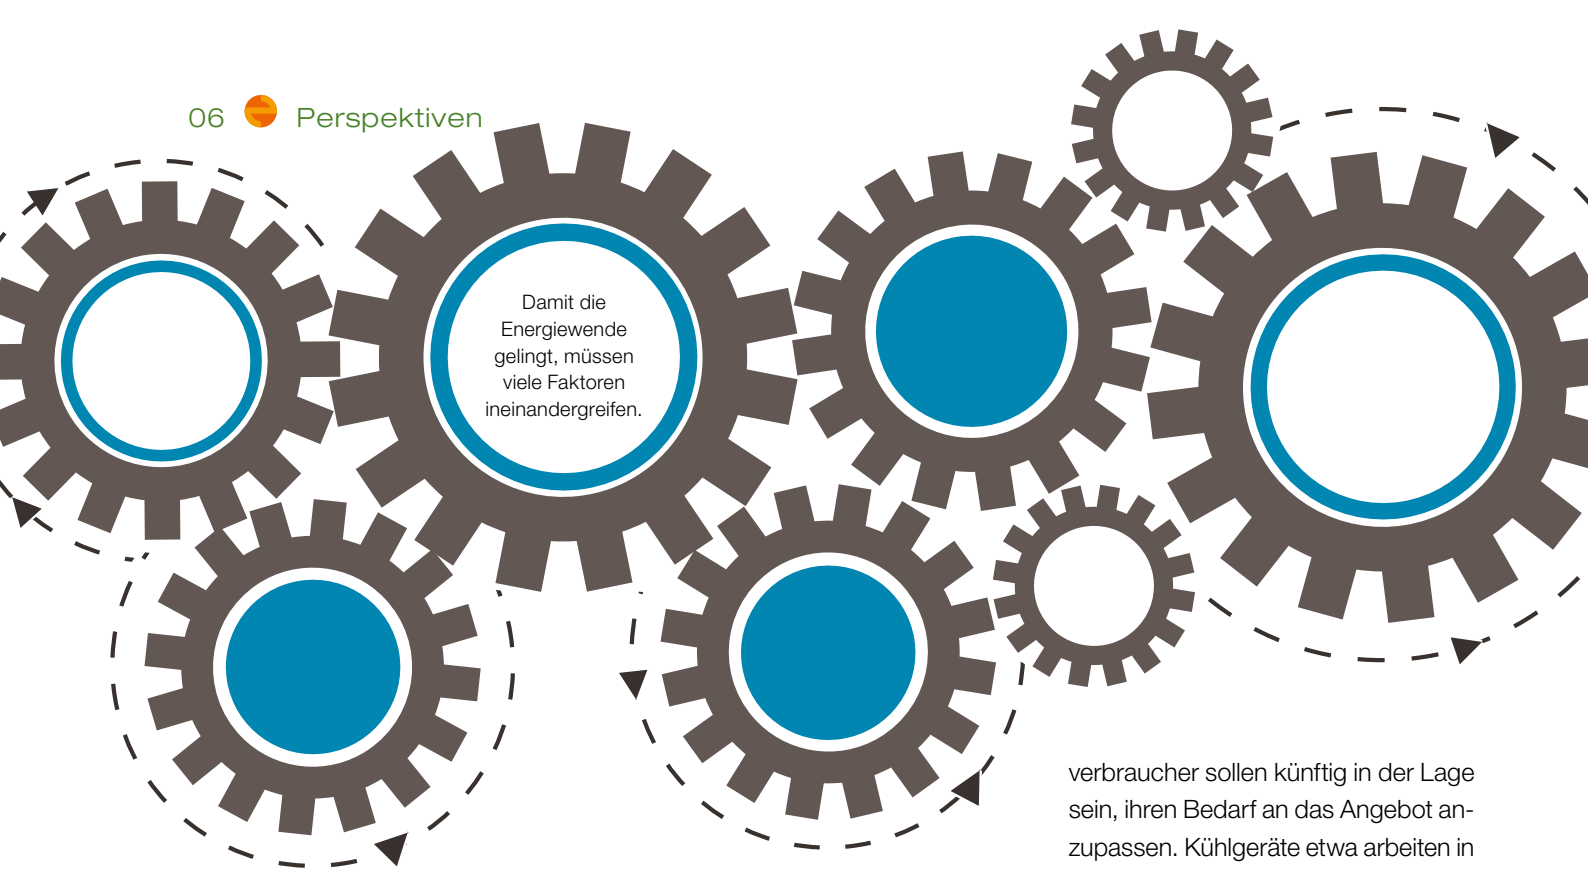 06 Perspektiven
Damit die
Energiewende
gelingt, müssen
viele Faktoren
ineinandergreifen.
verbraucher sollen künftig in der Lage
sein, ihren Bedarf an das Angebot an-
zupassen. Kühlgeräte etwa arbeiten in